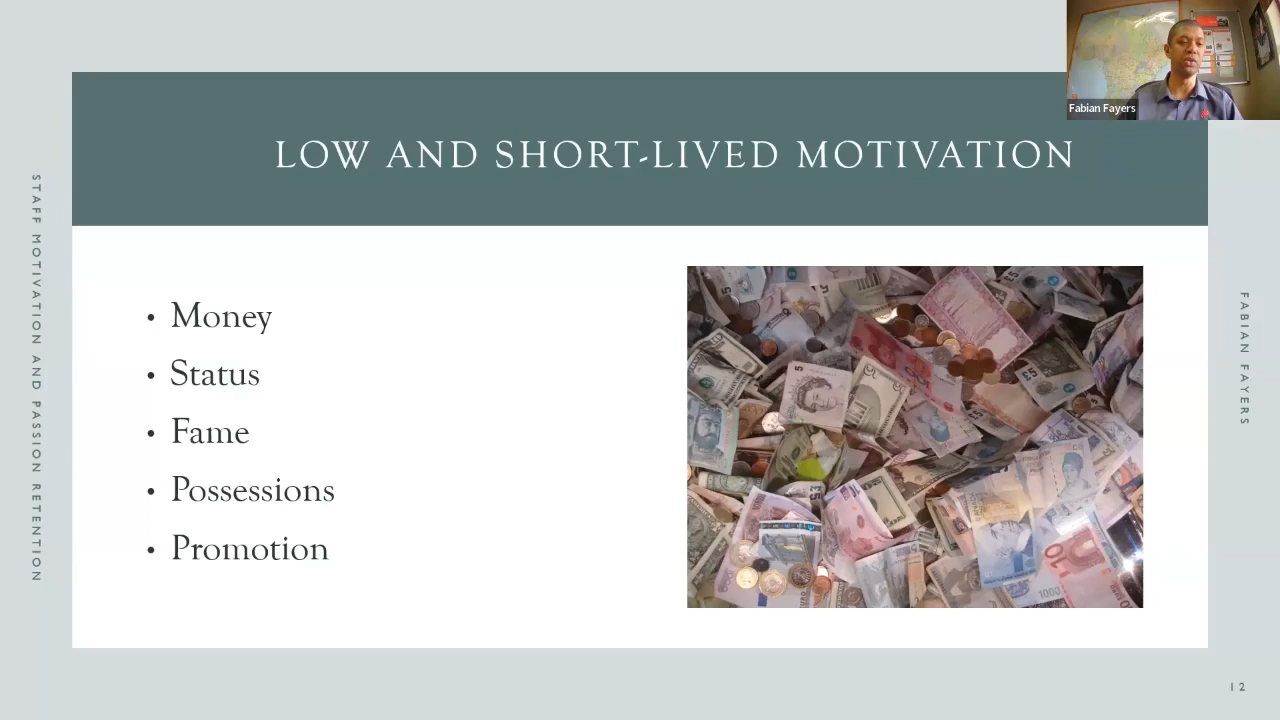 Fabian Fayers
LOW AND SHORT-LIVED MOTIVATION
STAFF MOTIVATION AND PASSION RETENTION
• Money
• Status
• Fame
• Possessions
• Promotion
FABIAN FAYERS
12